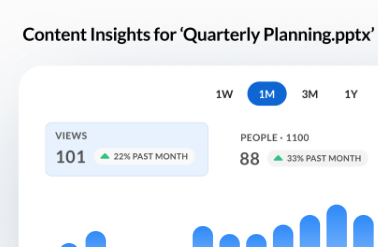 Content Insights for ‘Quarterly Planning.pptx’
1W 1M 3M 1Y
VIEWS
101 22% PAST MONTH
PEOPLE · 1100
88 33% PAST MONTH